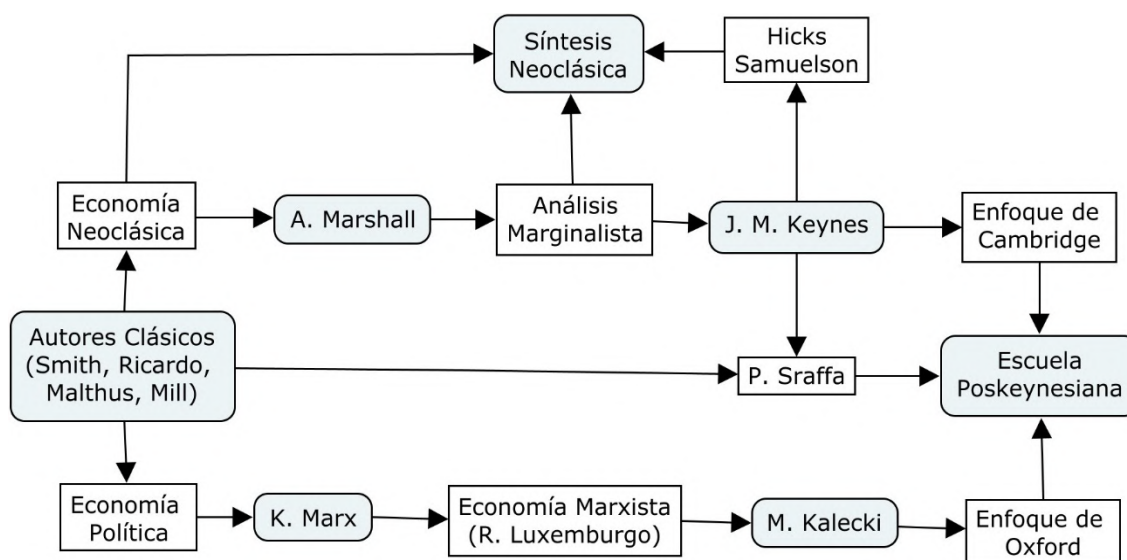 Síntesis
Neoclásica
Hicks
Samuelson
Economía
Neoclásica
A. Marshall
Análisis
Marginalista
J. M. Keynes
Enfoque de
Cambridge
Autores Clásicos
(Smith, Ricardo,
Malthus, Mill)
P. Sraffa
Escuela
Poskeynesiana
Economía
Política
K. Marx
Economía Marxista
(R. Luxemburgo)
M. Kalecki
Enfoque de
Oxford